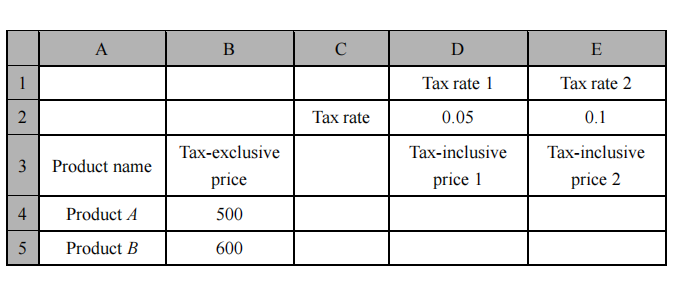 A B C D E
1 Tax rate 1 Tax rate 2
2 Tax rate 0.05 0.1
3 Product name Tax-exclusive price Tax-inclusive price 1 Tax-inclusive price 2
4 Product A 500
5 Product B 600